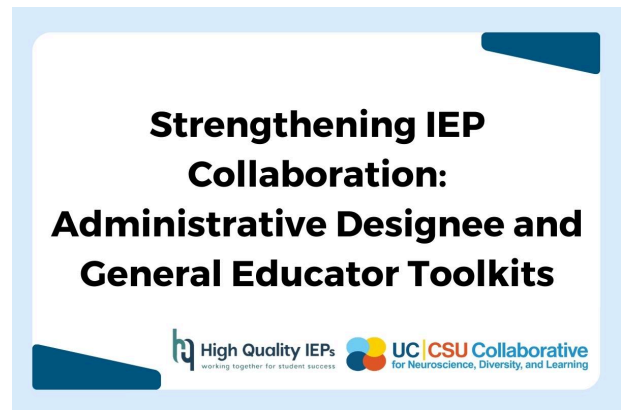 Strengthening IEP
Collaboration:
Administrative Designee and
General Educator Toolkits
High Quality IEPs
working together for student success
UC|CSU Collaborative
for Neuroscience, Diversity, and Learning